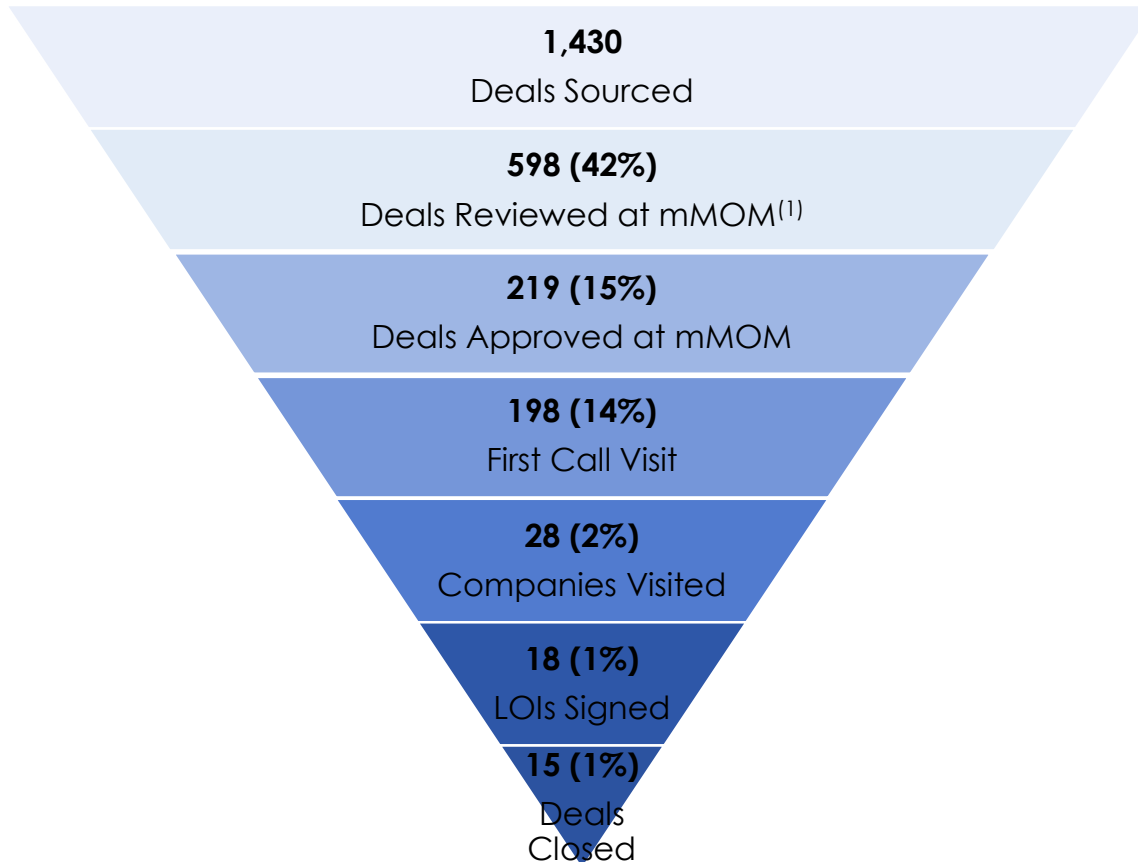 1,430
Deals Sourced
598 (42%)
Deals Reviewed at mMOM(1)
219 (15%)
Deals Approved at mMOM
198 (14%)
First Call Visit
28 (2%)
Companies Visited
18 (1%)
LOIs Signed
15 (1%)
Deals
Closed